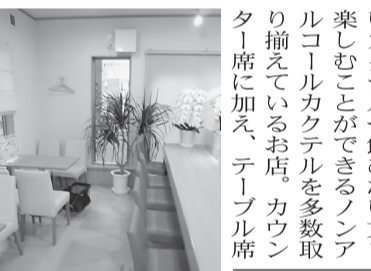 楽しむことができるノンア
ルコールカクテルを多数取
り揃えているお店。カウン
ター席に加え、テーブル席